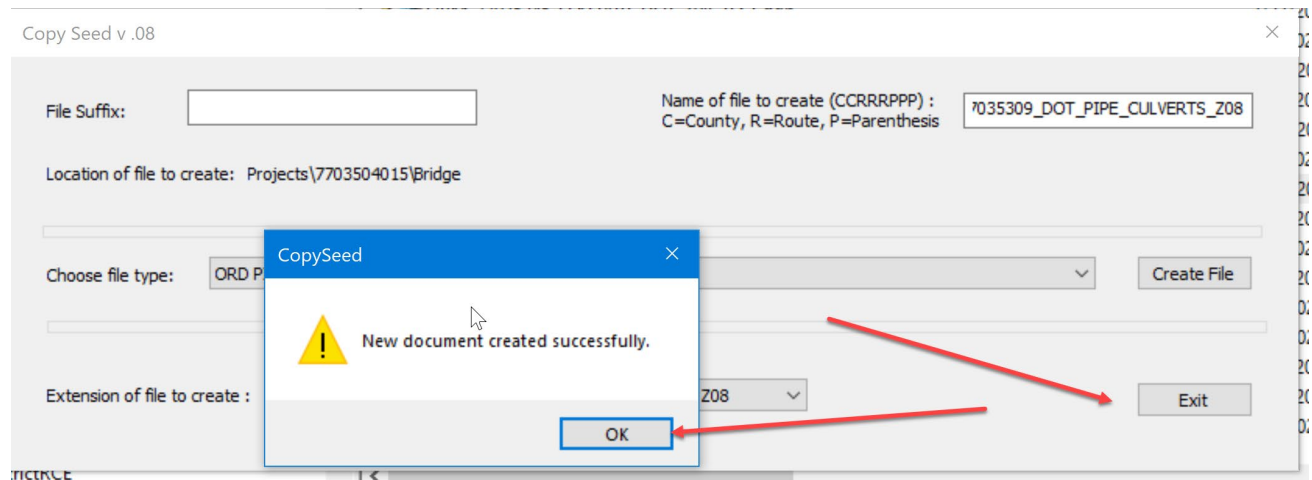 Copy Seed v .08
File Suffix:
Name of file to create (CCRRRPPP) :
C=County, R=Route, P=Parenthesis
7035309_DOT_PIPE_CULVERTS_Z08
Location of file to create: Projects\7703504015\Bridge
CopySeed
Choose file type:
ORD P
Create File
New document created successfully.
Extension of file to create :
Z08
Exit
OK